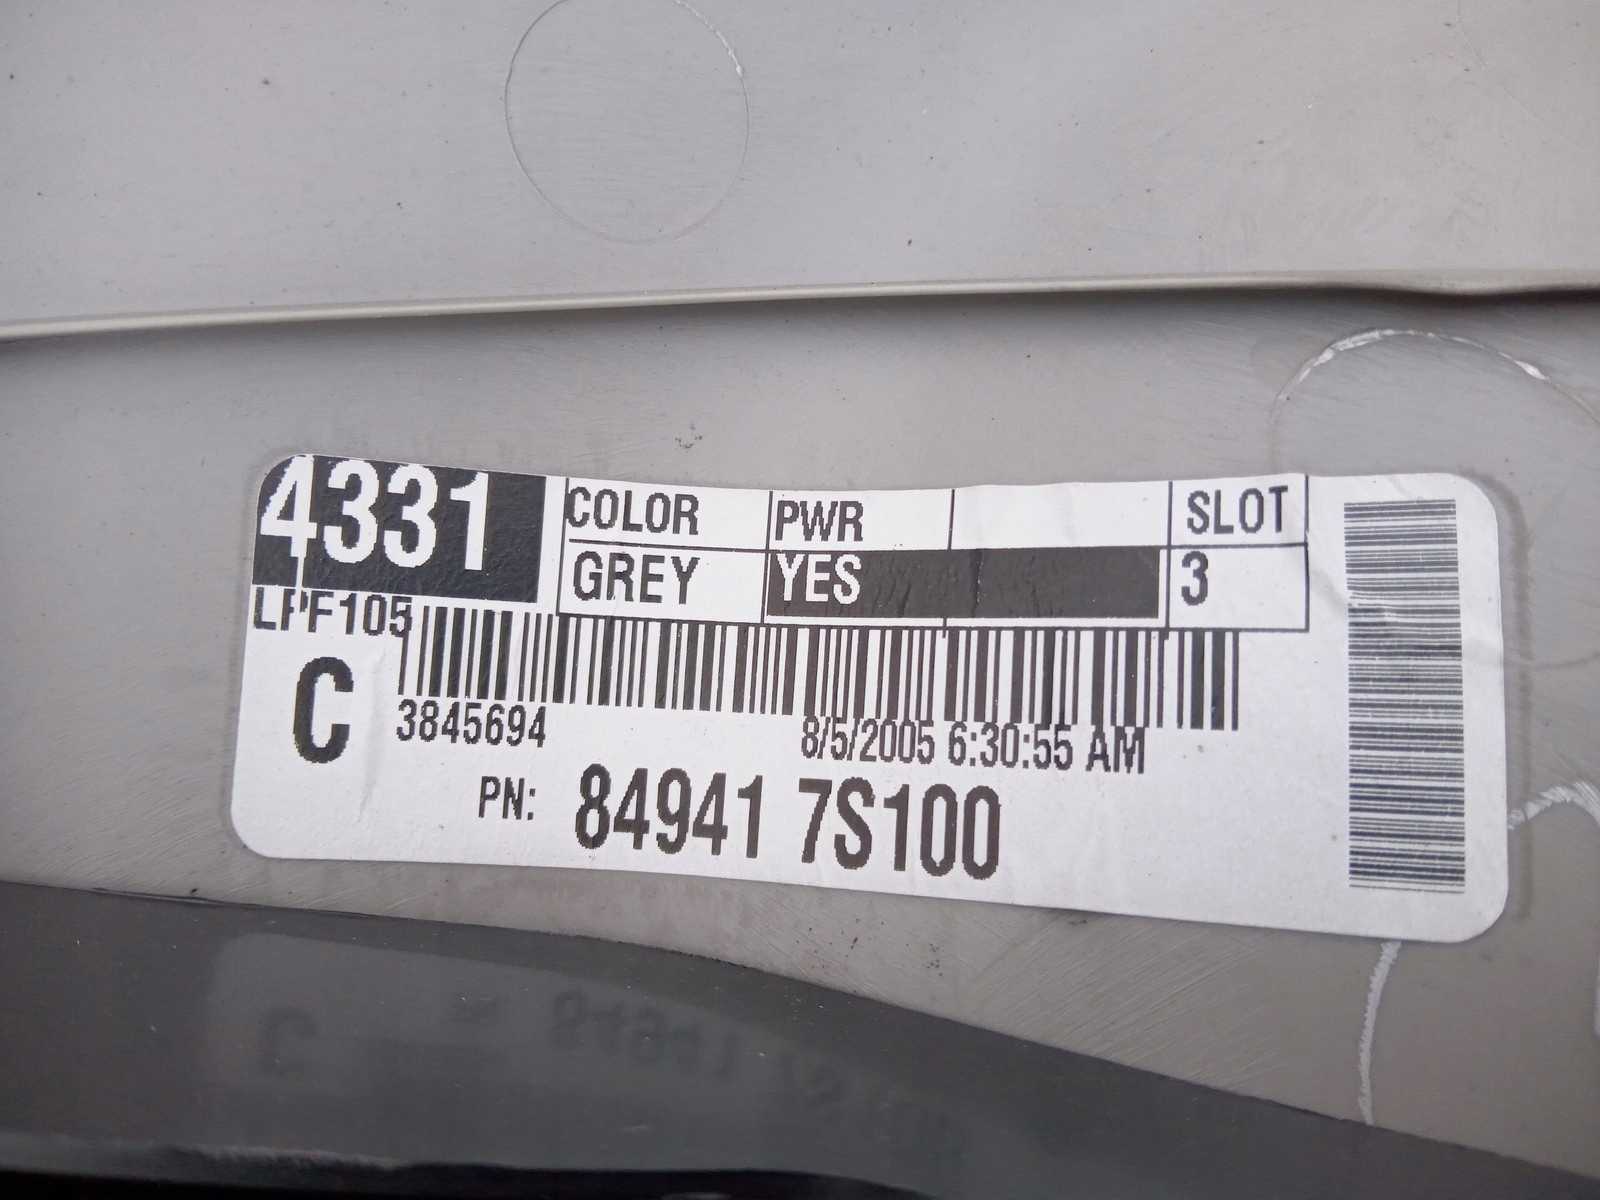 4331 COLOR PWR SLOT
GREY YES 3
LPF105
C
3845694 8/5/2005 6:30:55 AM
PN: 84941 7S100